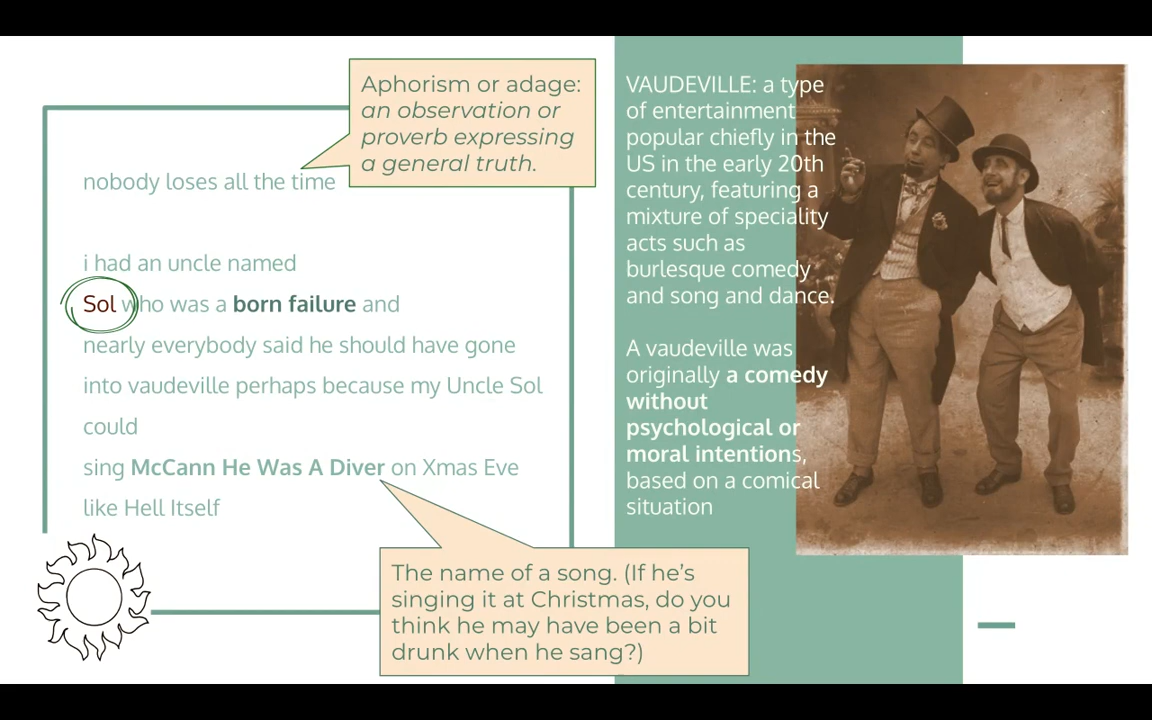 Aphorism or adage:
an observation or
proverb expressing
a general truth.
nobody loses all the time
i had an uncle named
Sol who was a born failure and
nearly everybody said he should have gone
into vaudeville perhaps because my Uncle Sol
could
sing McCann He Was A Diver on Xmas Eve
like Hell Itself
The name of a song. (If he's
singing it at Christmas, do you
think he may have been a bit
drunk when he sang?)
VAUDEVILLE: a type
of entertainment
popular chiefly in the
US in the early 20th
century, featuring a
mixture of speciality
acts such as
burlesque comedy
and song and dance.
A vaudeville was
originally a comedy
without
psychological or
moral intentions,
based on a comical
situation